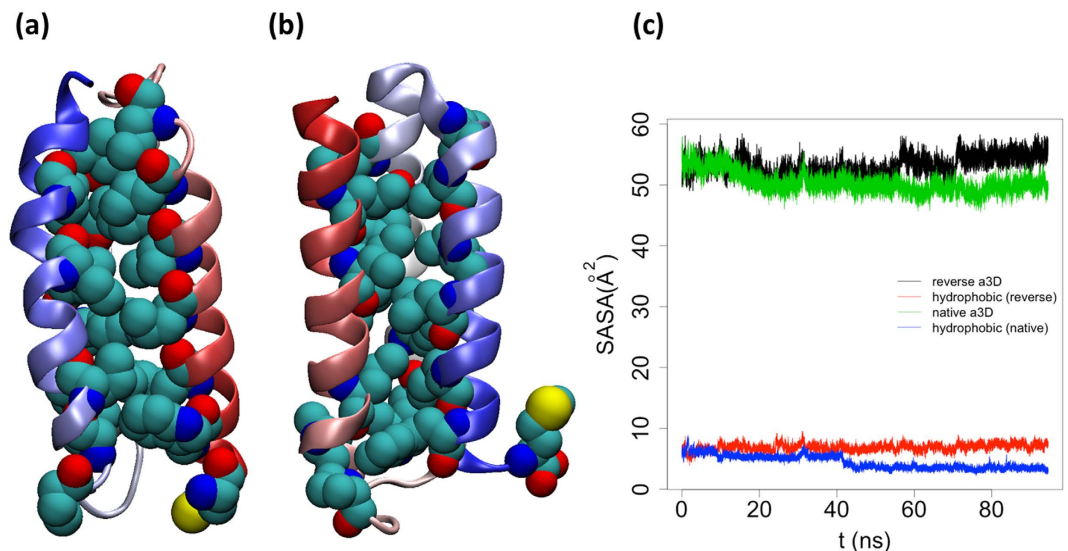 (a)
(b)
(c)
SASA(Å^2)
60
50
40
30
20
10
0
reverse a3D
hydrophobic (reverse)
native a3D
hydrophobic (native)
0 20 40 60 80
t (ns)